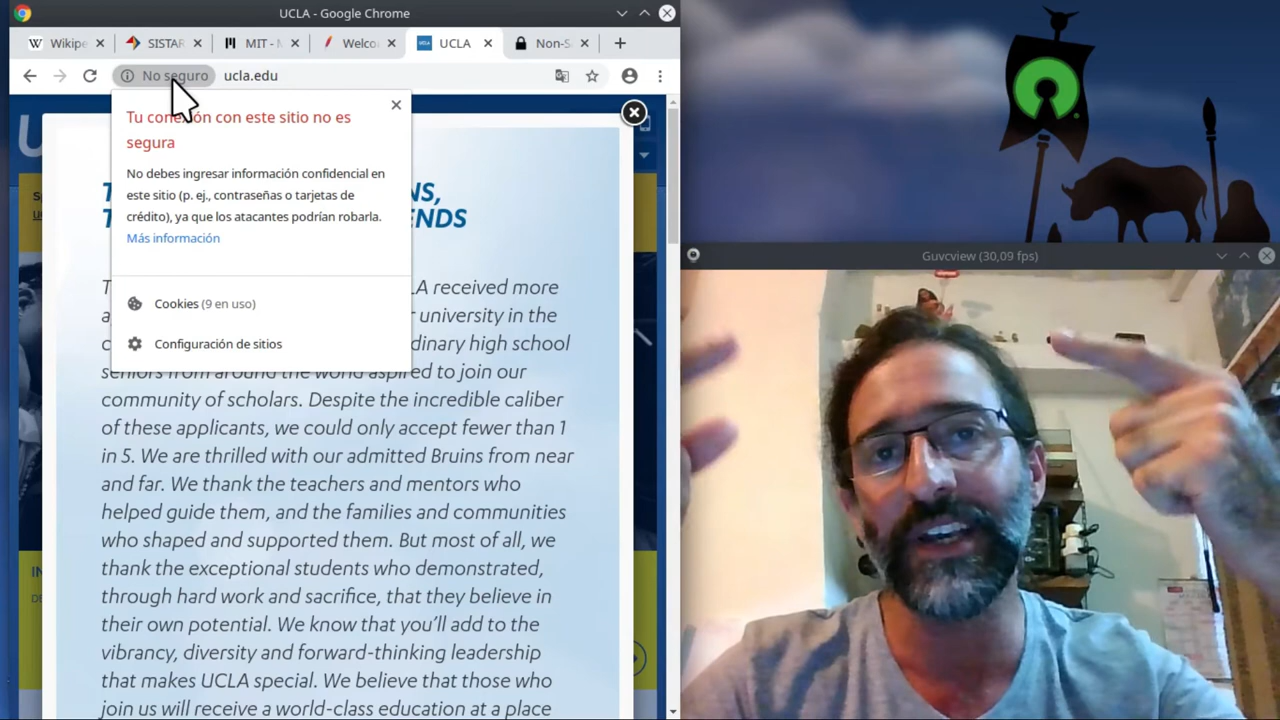 UCLA - Google Chrome
Wikipe
SISTAR
MIT - M
Welco
UCLA
Non-S
No seguro
ucla.edu
Tu conexión con este sitio no es
segura
No debes ingresar información confidencial en
este sitio (p. ej., contraseñas o tarjetas de
crédito), ya que los atacantes podrían robarla.
Más información
Cookies (9 en uso)
Configuración de sitios
NS,
ENDS
LA received more
university in the
dinary high school
seniors from around the world aspired to join our
community of scholars. Despite the incredible caliber
of these applicants, we could only accept fewer than 1
in 5. We are thrilled with our admitted Bruins from near
and far. We thank the teachers and mentors who
helped guide them, and the families and communities
who shaped and supported them. But most of all, we
thank the exceptional students who demonstrated,
through hard work and sacrifice, that they believe in
their own potential. We know that you'll add to the
vibrancy, diversity and forward-thinking leadership
that makes UCLA special. We believe that those who
join us will receive a world-class education at a place
Guvcview (30,09 fps)